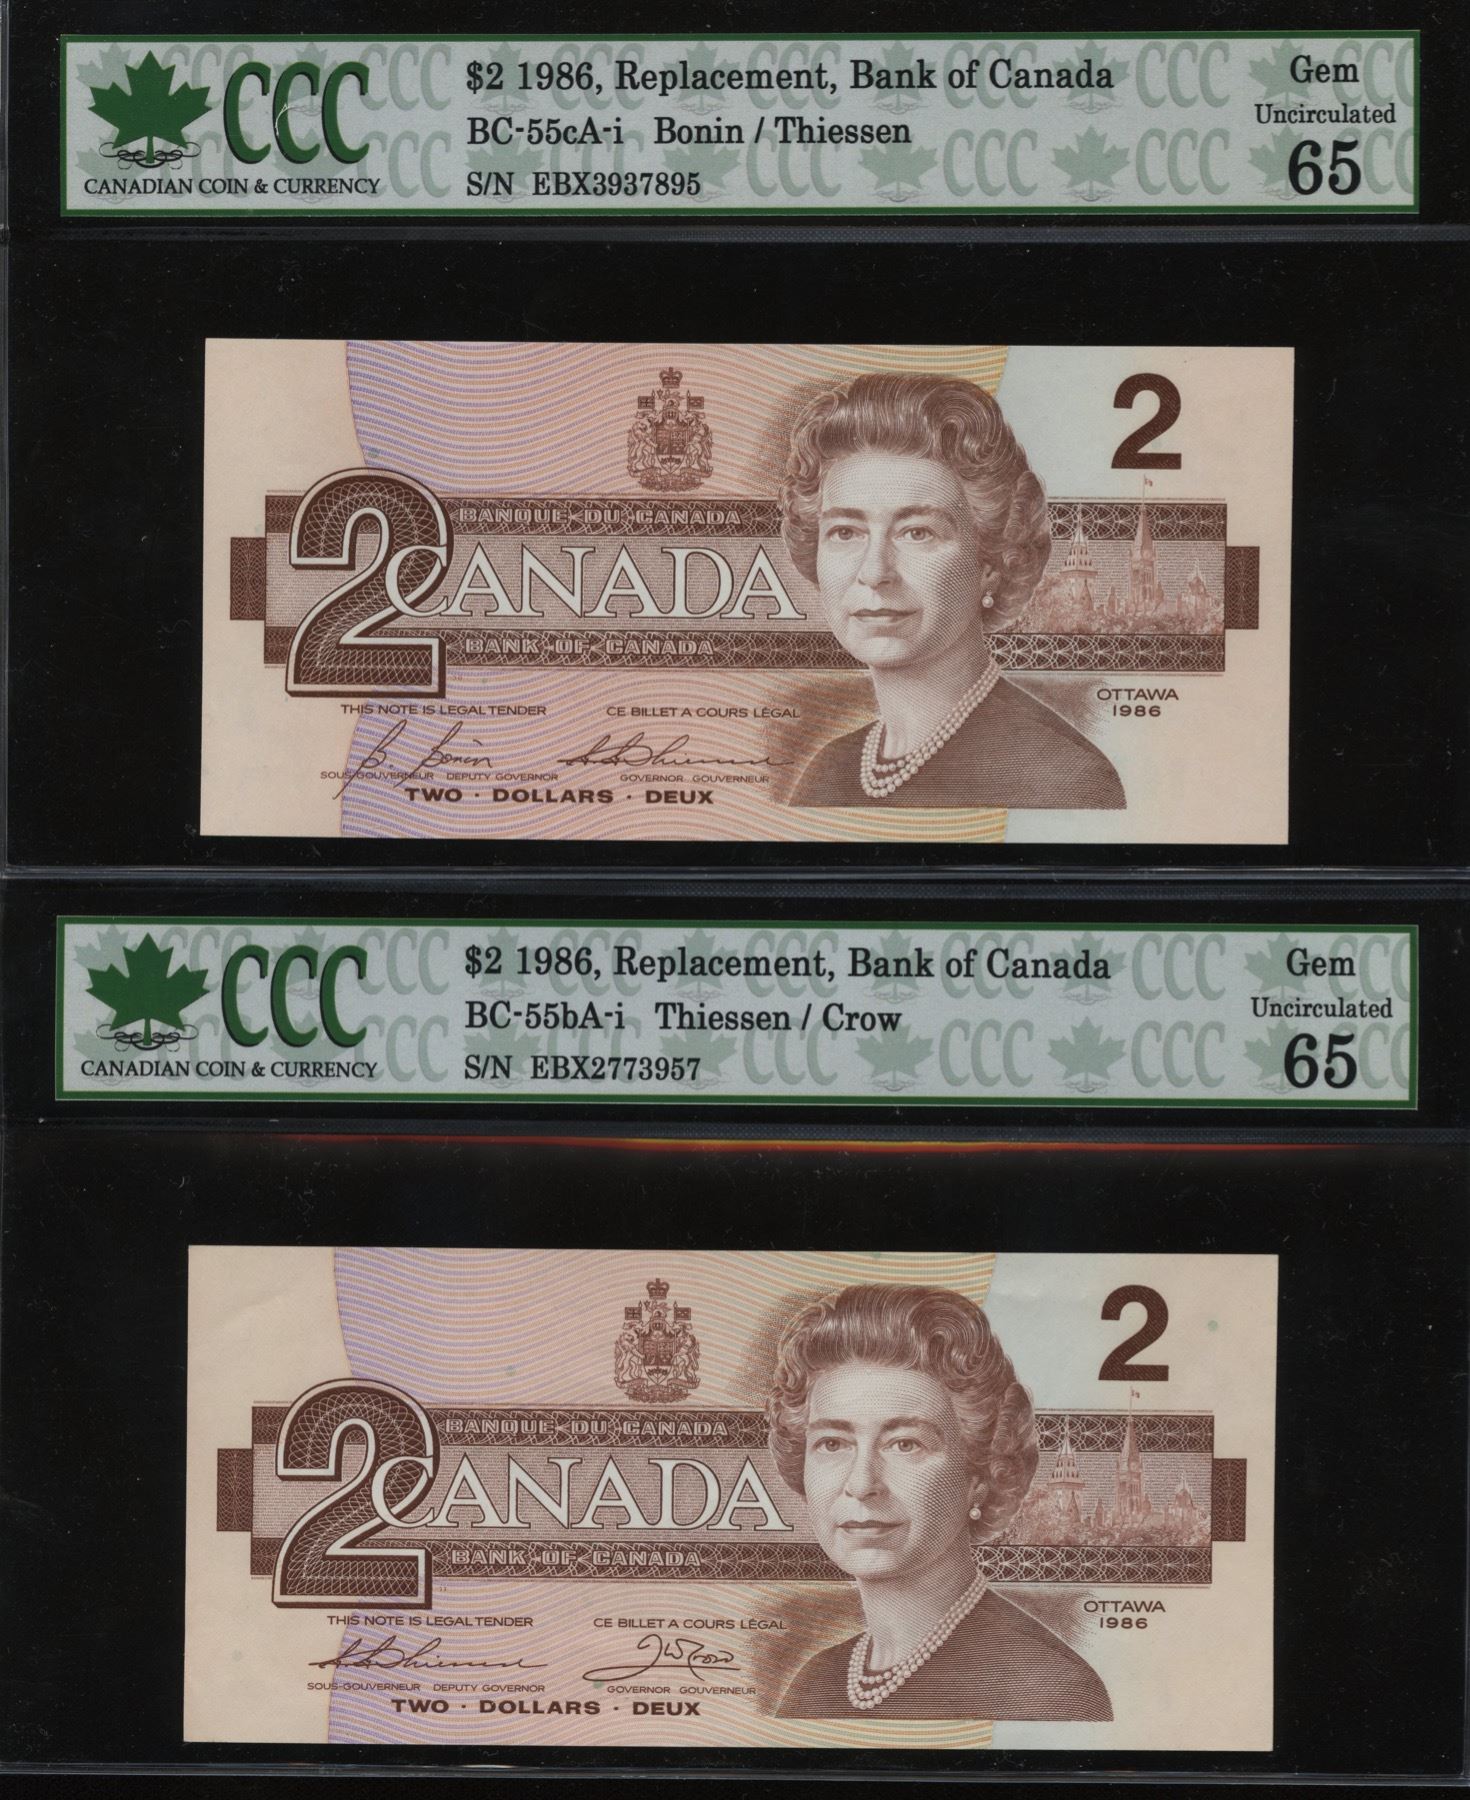 CCC
CANADIAN COIN & CURRENCY
$2 1986, Replacement, Bank of Canada
BC-55cA-i Bonin / Thiessen
S/N EBX3937895
Gem
Uncirculated
65
2
BANQUE DU CANADA
2 CANADA
BANK OF CANADA
THIS NOTE IS LEGAL TENDER CE BILLET A COURS LÉGAL
OTTAWA
1986
B. Bonin
SOUS-GOUVERNEUR DEPUTY GOVERNOR GOVERNOR GOUVERNEUR
TWO · DOLLARS · DEUX
CCC
CANADIAN COIN & CURRENCY
$2 1986, Replacement, Bank of Canada
BC-55bA-i Thiessen / Crow
S/N EBX2773957
Gem
Uncirculated
65
2
BANQUE DU CANADA
2 CANADA
BANK OF CANADA
THIS NOTE IS LEGAL TENDER CE BILLET A COURS LÉGAL
OTTAWA
1986
SOUS-GOUVERNEUR DEPUTY GOVERNOR GOVERNOR GOUVERNEUR
TWO · DOLLARS · DEUX